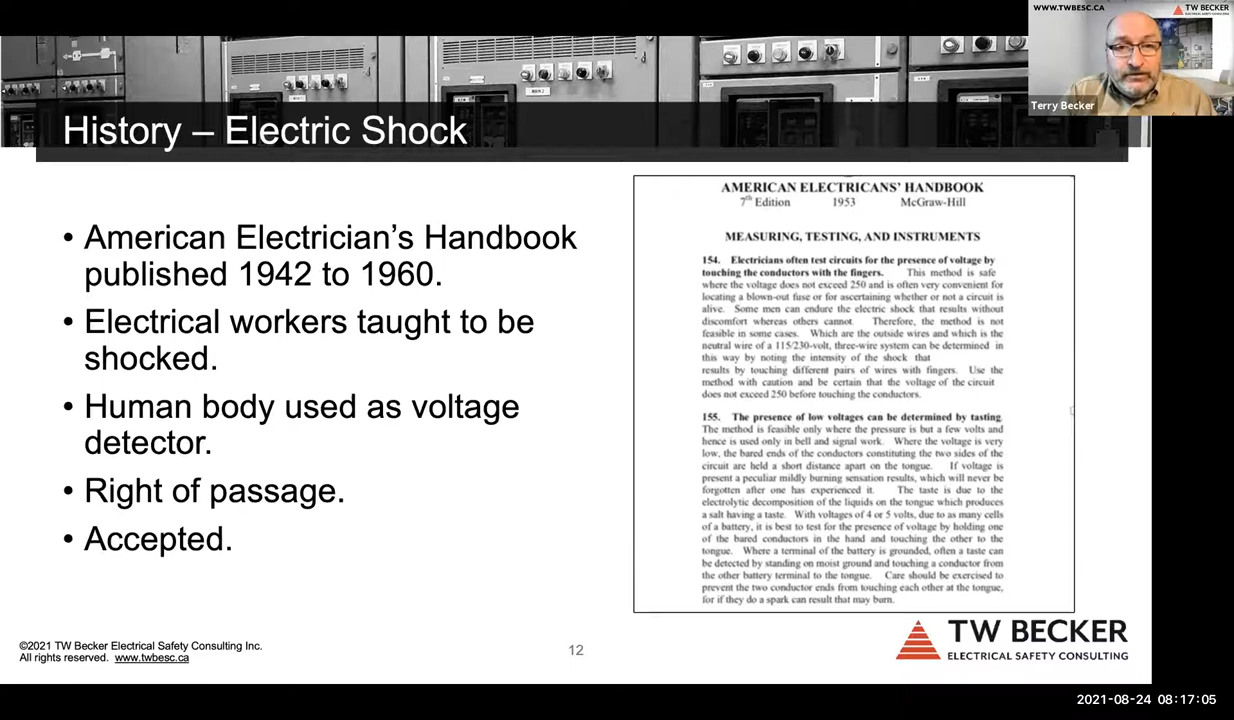 WWW.TWBESC.CA
TW BECKER
ELECTRICAL SAFETY CONSULTING
Terry Becker
History – Electric Shock
• American Electrician’s Handbook
published 1942 to 1960.
• Electrical workers taught to be
shocked.
• Human body used as voltage
detector.
• Right of passage.
• Accepted.
AMERICAN ELECTRICANS' HANDBOOK
7th Edition 1953 McGraw-Hill
MEASURING, TESTING, AND INSTRUMENTS
154. Electricians often test circuits for the presence of voltage by
touching the conductors with the fingers. This method is safe
where the voltage does not exceed 250 and is often very convenient for
locating a blown-out fuse or for ascertaining whether or not a circuit is
alive. Some men can endure the electric shock that results without
discomfort whereas others cannot. Therefore, the method is not
feasible in some cases. Which are the outside wires and which is the
neutral wire of a 115/230-volt, three-wire system can be determined in
this way by noting the intensity of the shock that
results by touching different pairs of wires with fingers. Use the
method with caution and be certain that the voltage of the circuit
does not exceed 250 before touching the conductors.
155. The presence of low voltages can be determined by tasting.
The method is feasible only where the pressure is but a few volts and
hence is used only in bell and signal work. Where the voltage is very
low, the bared ends of the conductors constituting the two sides of the
circuit are held a short distance apart on the tongue. If voltage is
present a peculiar mildly burning sensation results, which will never be
forgotten after one has experienced it. The taste is due to the
electrolytic decomposition of the liquids on the tongue which produces
a salt having a taste. With voltages of 4 or 5 volts, due to as many cells
of a battery, it is best to test for the presence of voltage by holding one
of the bared conductors in the hand and touching the other to the
tongue. Where a terminal of the battery is grounded, often a taste can
be detected by standing on moist ground and touching a conductor from
the other battery terminal to the tongue. Care should be exercised to
prevent the two conductor ends from touching each other at the tongue,
for if they do a spark can result that may burn.
©2021 TW Becker Electrical Safety Consulting Inc.
All rights reserved. www.twbesc.ca
12
TW BECKER
ELECTRICAL SAFETY CONSULTING
2021-08-24 08:17:05